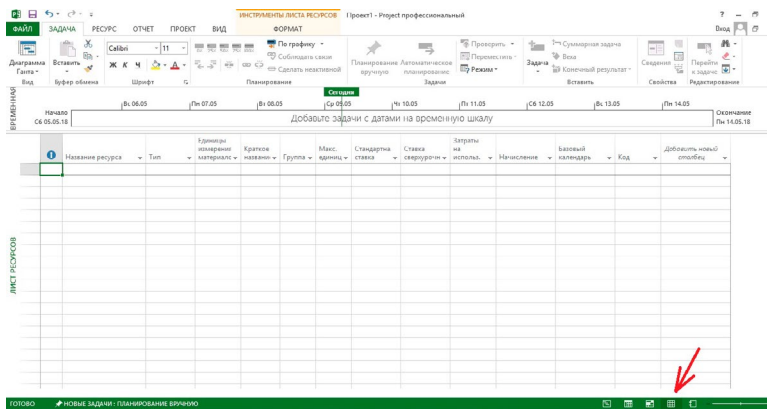 ИНСТРУМЕНТЫ ЛИСТА РЕСУРСОВ Проект1 - Project профессиональный
ФАЙЛ ЗАДАЧА РЕСУРС ОТЧЕТ ПРОЕКТ ВИД ФОРМАТ Вход
Диаграмма Ганта
Вставить
Calibri 11
Ж К Ч
По графику
Соблюдать связи
Сделать неактивной
Планирование вручную
Автоматическое планирование
Проверить
Переместить
Режим
Задача
Суммарная задача
Веха
Конечный результат
Сведения
Перейти к задаче
Вид Буфер обмена Шрифт Планирование Задачи Вставить Свойства Редактирование
ВРЕМЕННАЯ
Сегодня
Вс 06.05 Пн 07.05 Вт 08.05 Ср 09.05 Чт 10.05 Пт 11.05 Сб 12.05 Вс 13.05 Пн 14.05
Начало
Сб 05.05.18
Добавьте задачи с датами на временную шкалу
Окончание
Пн 14.05.18
Название ресурса
Тип
Единицы измерения материалс
Краткое названи
Группа
Макс. единиц
Стандартна ставка
Ставка сверхурочн
Затраты на использ.
Начисление
Базовый календарь
Код
Добавить новый столбец
ЛИСТ РЕСУРСОВ
ГОТОВО НОВЫЕ ЗАДАЧИ : ПЛАНИРОВАНИЕ ВРУЧНУЮ